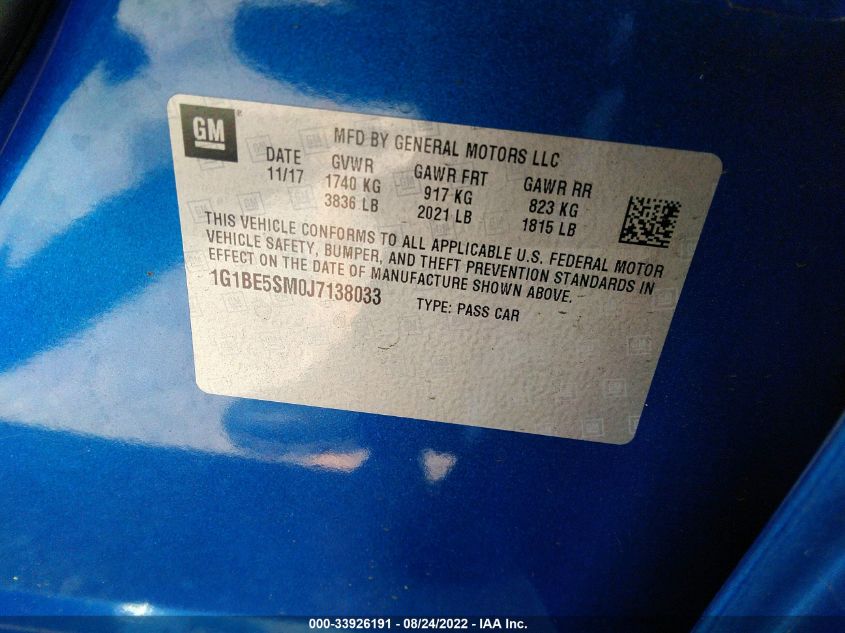 GM
MFD BY GENERAL MOTORS LLC
DATE GVWR GAWR FRT GAWR RR
11/17 1740 KG 917 KG 823 KG
3836 LB 2021 LB 1815 LB
THIS VEHICLE CONFORMS TO ALL APPLICABLE U.S. FEDERAL MOTOR
VEHICLE SAFETY, BUMPER, AND THEFT PREVENTION STANDARDS IN
EFFECT ON THE DATE OF MANUFACTURE SHOWN ABOVE.
1G1BE5SM0J7138033 TYPE: PASS CAR
000-33926191 - 08/24/2022 - IAA Inc.